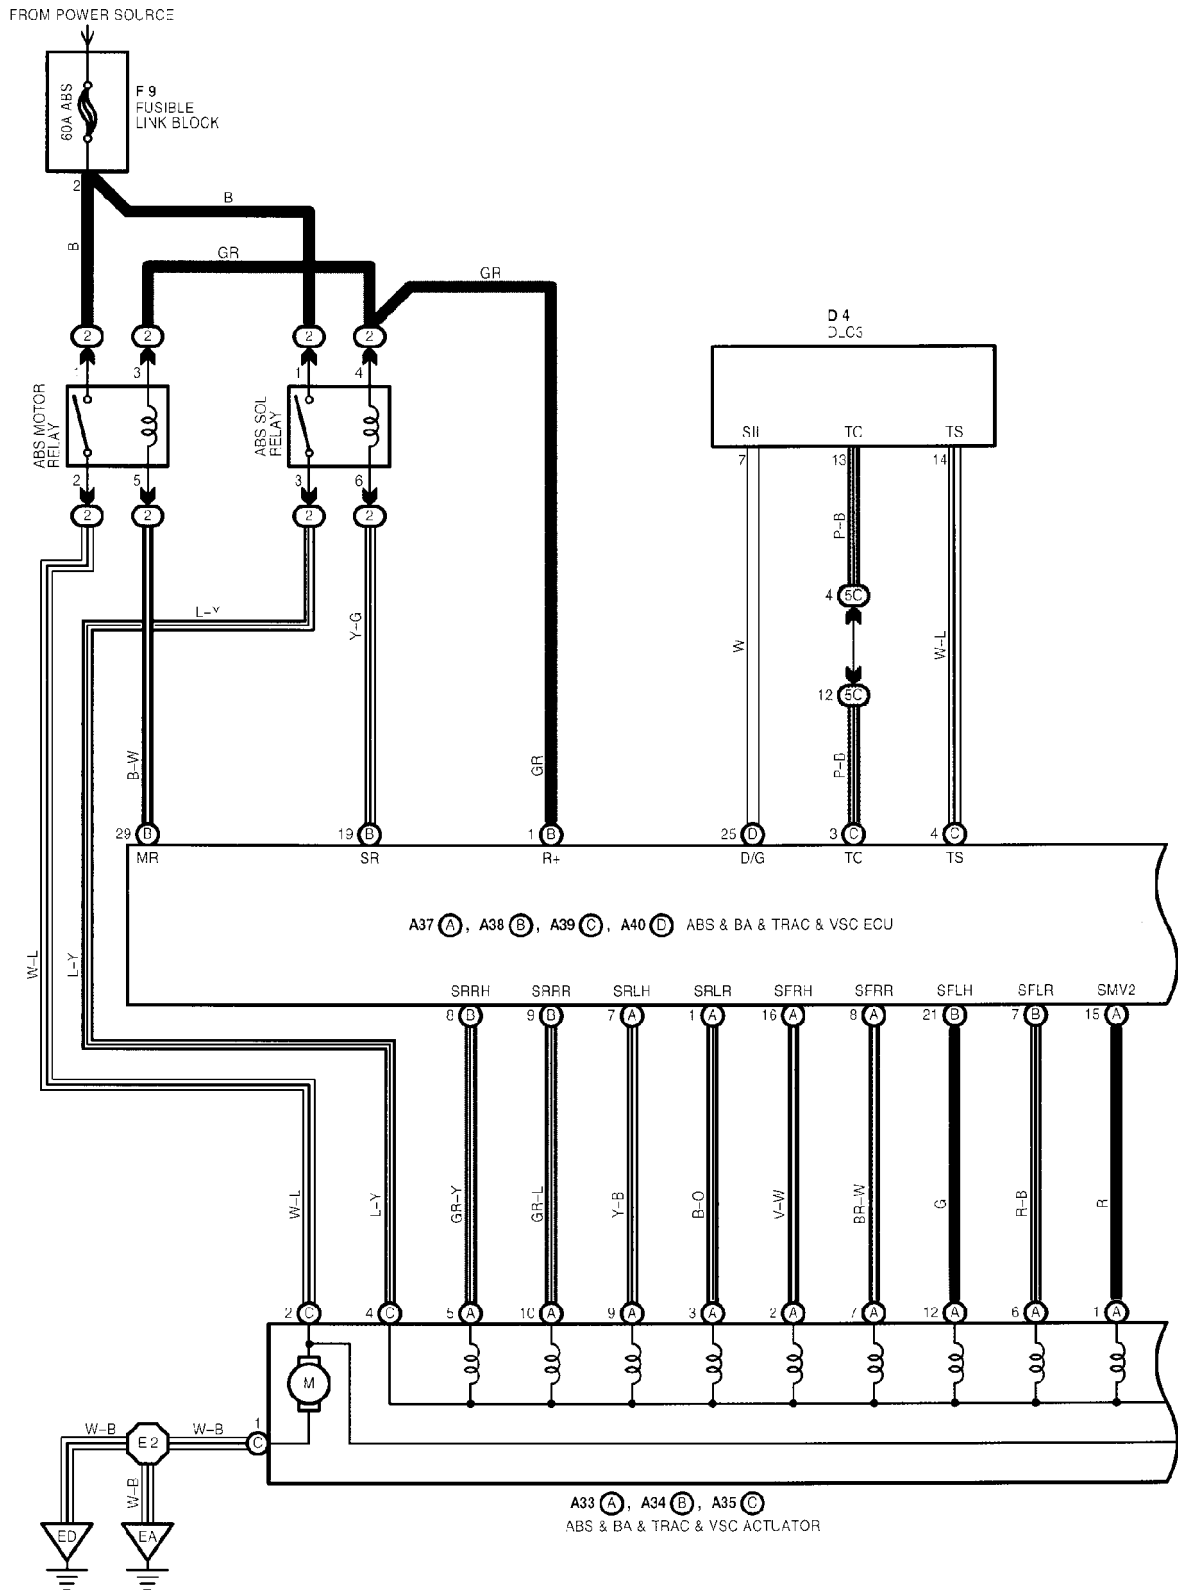 FROM POWER SOURCE
60A ABS
F 9
FUSIBLE
LINK BLOCK
2
B
B
GR
GR
2
2
2
2
1
3
1
4
ABS MOTOR
RELAY
ABS SOL
RELAY
2
5
3
6
2
2
2
2
D 4
SIL
TC
TS
7
13
14
P–B
4
5C
L–Y
Y–G
W
W–L
12
5C
B–W
GR
P–B
29
B
19
B
1
B
25
D
3
C
4
C
MR
SR
R+
D/G
TC
TS
A37 A , A38 B , A39 C , A40 D ABS & BA & TRAC & VSC ECU
W–L
L–Y
SRRH
SRRR
SRLH
SRLR
SFRH
SFRR
SFLH
SFLR
SMV2
8
B
9
B
7
A
1
A
16
A
8
A
21
B
7
B
15
A
W–L
L–Y
GR–Y
GR–L
Y–B
B–O
V–W
BR–W
G
R–B
R
2
C
4
C
5
A
10
A
9
A
3
A
2
A
7
A
12
A
6
A
1
A
M
W–B
E 2
W–B
1
C
W–B
ED
EA
A33 A , A34 B , A35 C
ABS & BA & TRAC & VSC ACTUATOR